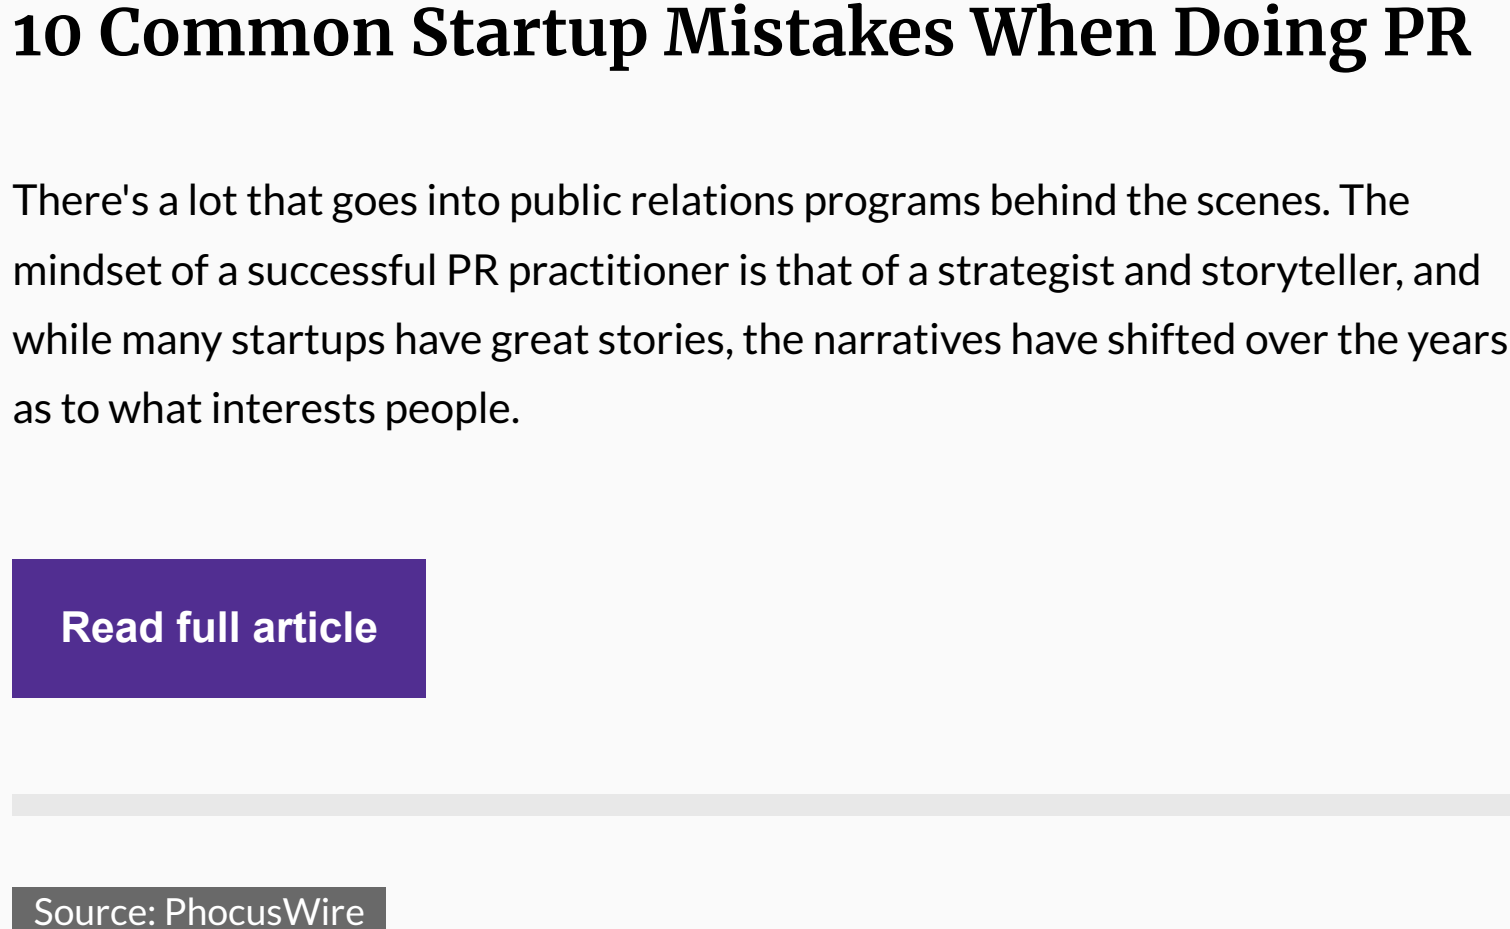 10 Common Startup Mistakes When Doing PR
There's a lot that goes into public relations programs behind the scenes. The
mindset of a successful PR practitioner is that of a strategist and storyteller, and
while many startups have great stories, the narratives have shifted over the years
as to what interests people.
Read full article
Source: PhocusWire